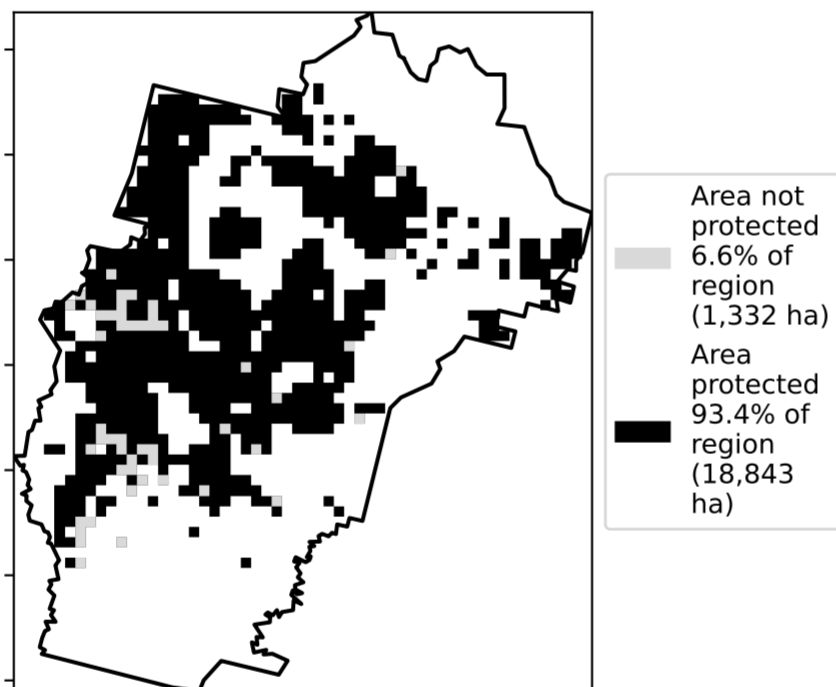 Area not
protected
6.6% of
region
(1,332 ha)
Area
protected
93.4% of
region
(18,843
ha)